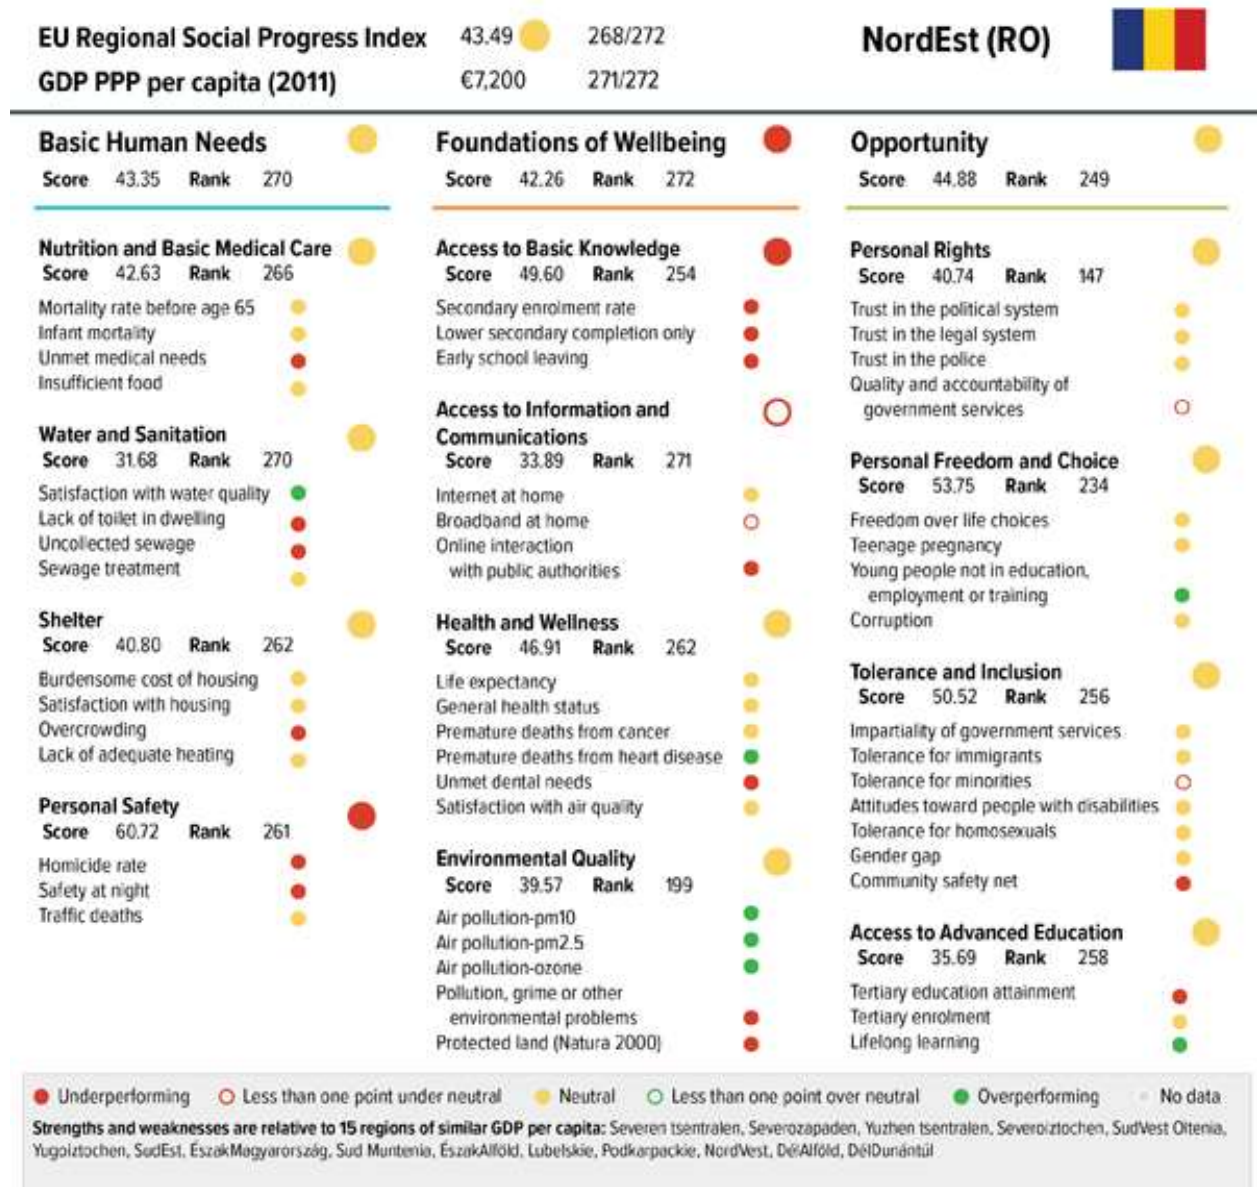 EU Regional Social Progress Index 43.49 268/272
GDP PPP per capita (2011) €7,200 271/272
NordEst (RO)
Basic Human Needs
Score 43.35 Rank 270
Nutrition and Basic Medical Care
Score 42.63 Rank 266
Mortality rate before age 65
Infant mortality
Unmet medical needs
Insufficient food
Water and Sanitation
Score 31.68 Rank 270
Satisfaction with water quality
Lack of toilet in dwelling
Uncollected sewage
Sewage treatment
Shelter
Score 40.80 Rank 262
Burdensome cost of housing
Satisfaction with housing
Overcrowding
Lack of adequate heating
Personal Safety
Score 60.72 Rank 261
Homicide rate
Safety at night
Traffic deaths
Foundations of Wellbeing
Score 42.26 Rank 272
Access to Basic Knowledge
Score 49.60 Rank 254
Secondary enrolment rate
Lower secondary completion only
Early school leaving
Access to Information and
Communications
Score 33.89 Rank 271
Internet at home
Broadband at home
Online interaction
with public authorities
Health and Wellness
Score 46.91 Rank 262
Life expectancy
General health status
Premature deaths from cancer
Premature deaths from heart disease
Unmet dental needs
Satisfaction with air quality
Environmental Quality
Score 39.57 Rank 199
Air pollution-pm10
Air pollution-pm2.5
Air pollution-ozone
Pollution, grime or other
environmental problems
Protected land (Natura 2000)
Opportunity
Score 44.88 Rank 249
Personal Rights
Score 40.74 Rank 147
Trust in the political system
Trust in the legal system
Trust in the police
Quality and accountability of
government services
Personal Freedom and Choice
Score 53.75 Rank 234
Freedom over life choices
Teenage pregnancy
Young people not in education,
employment or training
Corruption
Tolerance and Inclusion
Score 50.52 Rank 256
Impartiality of government services
Tolerance for immigrants
Tolerance for minorities
Attitudes toward people with disabilities
Tolerance for homosexuals
Gender gap
Community safety net
Access to Advanced Education
Score 35.69 Rank 258
Tertiary education attainment
Tertiary enrolment
Lifelong learning
Underperforming Less than one point under neutral Neutral Less than one point over neutral Overperforming No data
Strengths and weaknesses are relative to 15 regions of similar GDP per capita: Severen tsentralen, Severozapaden, Yuzhen tsentralen, Severoiztochen, SudVest Oltenia,
Yugoiztochen, SudEst, ÉszakMagyarország, Sud Muntenia, ÉszakAlföld, Lubelskie, Podkarpackie, NordVest, DélAlföld, DélDunántúl